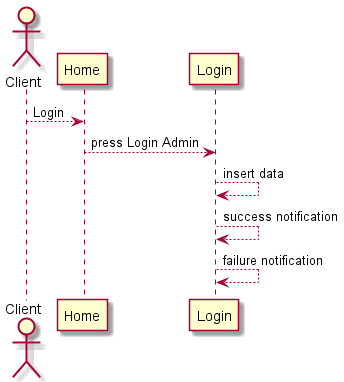 Client
Home
Login
Login
press Login Admin
insert data
success notification
failure notification
Client
Home
Login